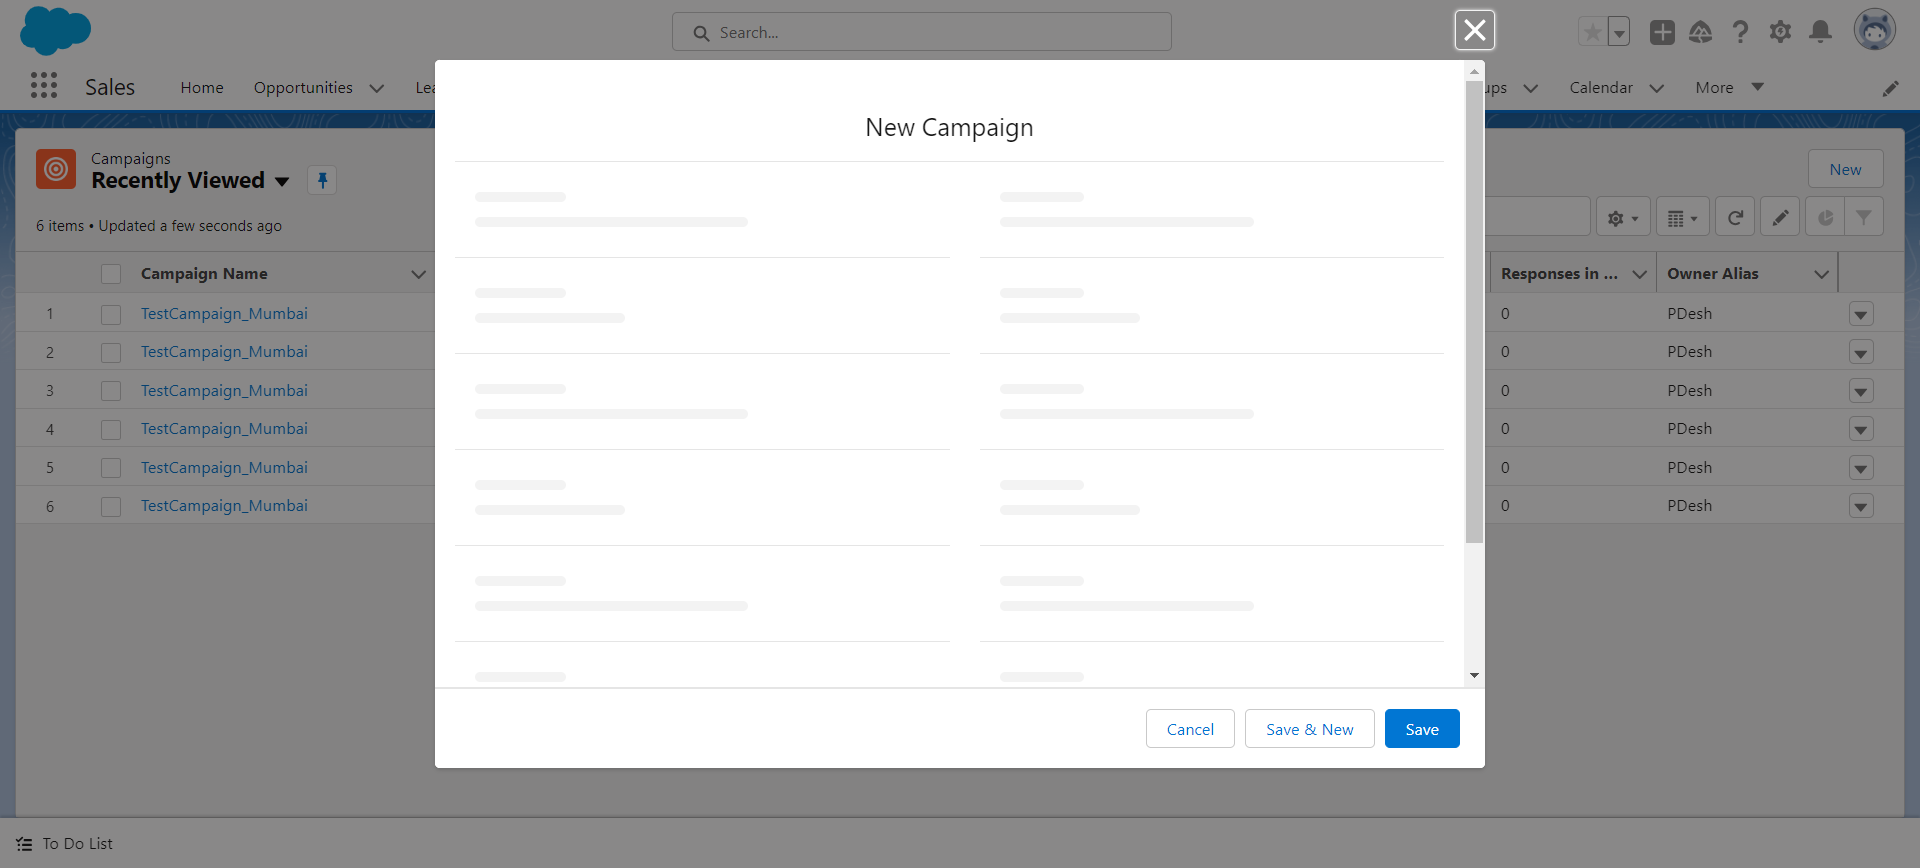 Search...
Sales
Home
Opportunities
Calendar
More
Campaigns
Recently Viewed
6 items • Updated a few seconds ago
New
Campaign Name
Responses in ...
Owner Alias
1 TestCampaign_Mumbai 0 PDesh
2 TestCampaign_Mumbai 0 PDesh
3 TestCampaign_Mumbai 0 PDesh
4 TestCampaign_Mumbai 0 PDesh
5 TestCampaign_Mumbai 0 PDesh
6 TestCampaign_Mumbai 0 PDesh
New Campaign
Cancel
Save & New
Save
To Do List